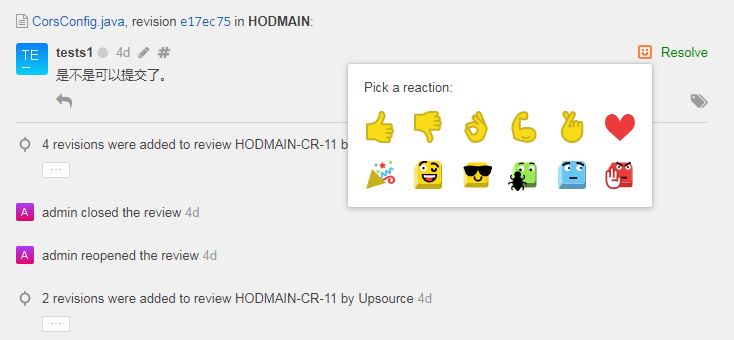 CorsConfig.java, revision e17ec75 in HODMAIN:
TE
tests1 4d
Resolve
是不是可以提交了。
Pick a reaction:
4 revisions were added to review HODMAIN-CR-11 b
...
A admin closed the review 4d
A admin reopened the review 4d
2 revisions were added to review HODMAIN-CR-11 by Upsource 4d
...